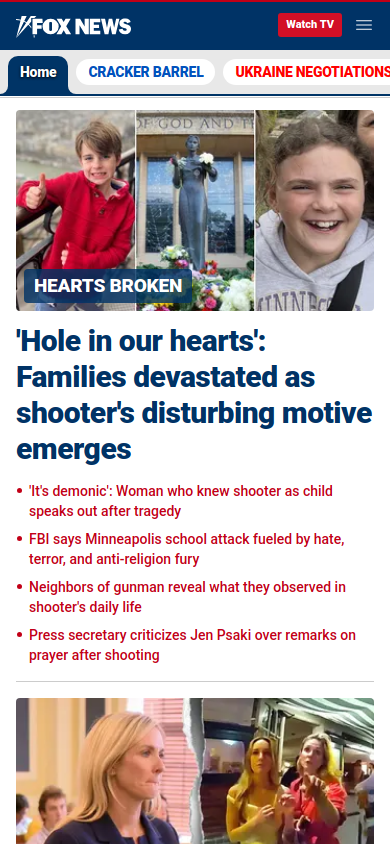 FOX NEWS
Watch TV
Home
CRACKER BARREL
UKRAINE NEGOTIATIONS
OF GOD AND T
HEARTS BROKEN
MINNES
'Hole in our hearts':
Families devastated as
shooter's disturbing motive
emerges
'It's demonic': Woman who knew shooter as child
speaks out after tragedy
FBI says Minneapolis school attack fueled by hate,
terror, and anti-religion fury
Neighbors of gunman reveal what they observed in
shooter's daily life
Press secretary criticizes Jen Psaki over remarks on
prayer after shooting